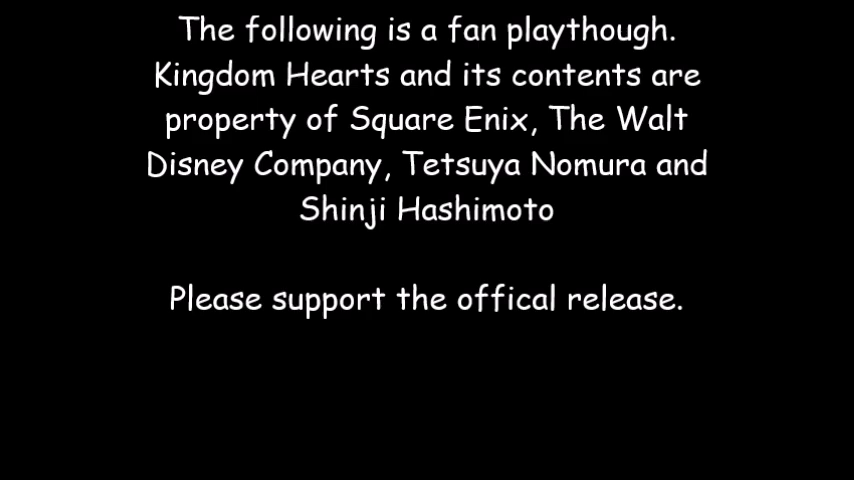 The following is a fan playthough.
Kingdom Hearts and its contents are
property of Square Enix, The Walt
Disney Company, Tetsuya Nomura and
Shinji Hashimoto
Please support the offical release.